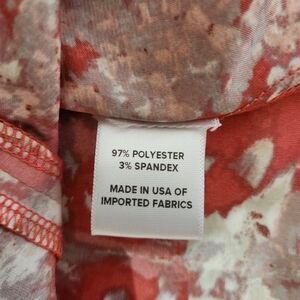 97% POLYESTER
3% SPANDEX
MADE IN USA OF
IMPORTED FABRICS